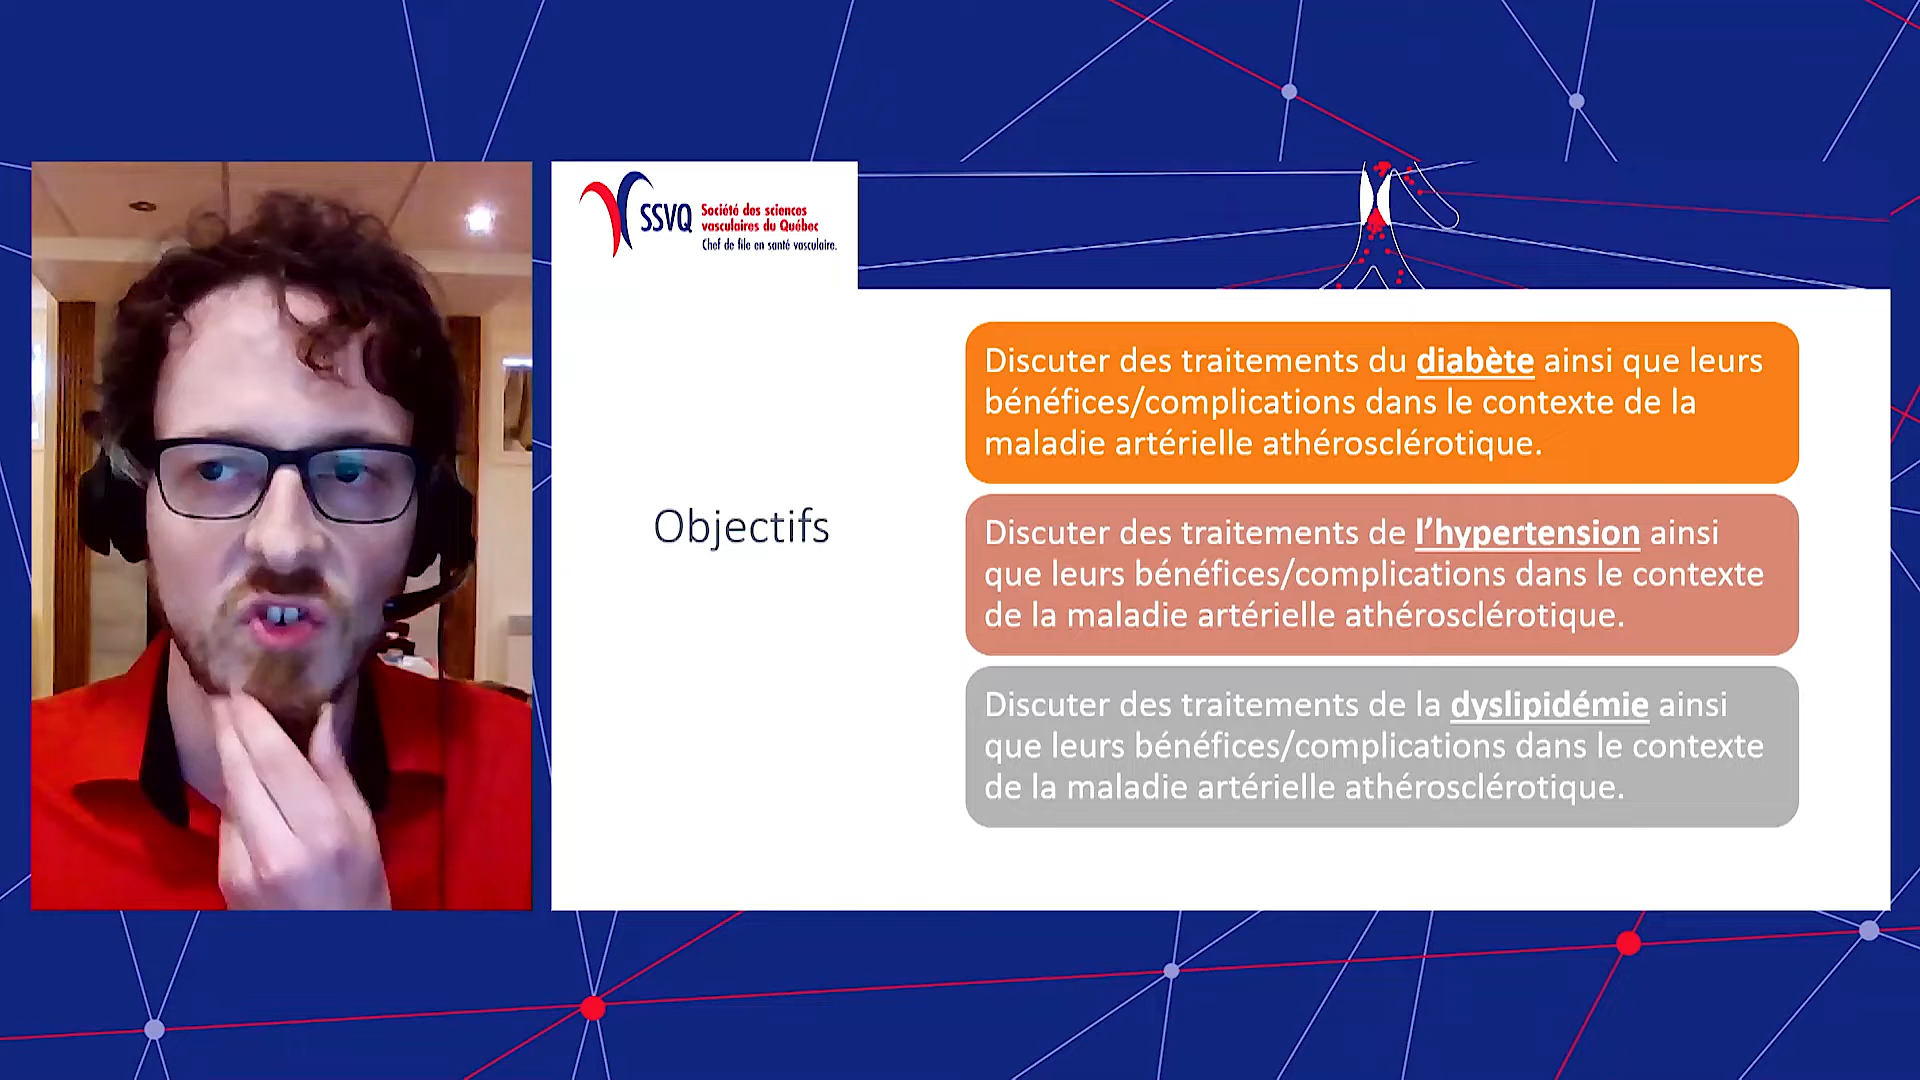 SSVQ
Société des sciences
vasculaires du Québec
Chef de file en santé vasculaire.
Objectifs
Discuter des traitements du diabète ainsi que leurs
bénéfices/complications dans le contexte de la
maladie artérielle athérosclérotique.
Discuter des traitements de l’hypertension ainsi
que leurs bénéfices/complications dans le contexte
de la maladie artérielle athérosclérotique.
Discuter des traitements de la dyslipidémie ainsi
que leurs bénéfices/complications dans le contexte
de la maladie artérielle athérosclérotique.